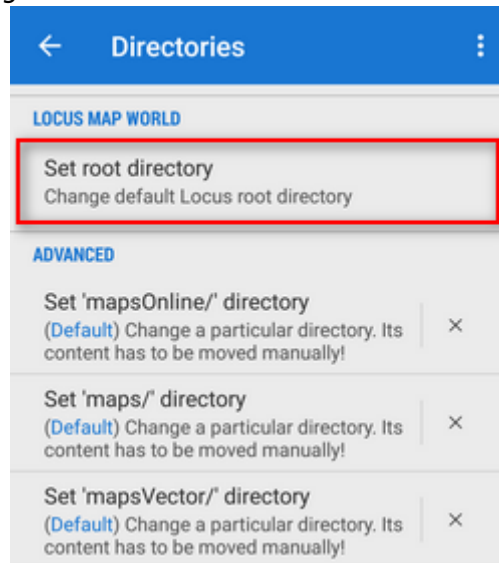 Directories
LOCUS MAP WORLD
Set root directory
Change default Locus root directory
ADVANCED
Set 'mapsOnline/' directory
(Default) Change a particular directory. Its
content has to be moved manually!
Set 'maps/' directory
(Default) Change a particular directory. Its
content has to be moved manually!
Set 'mapsVector/' directory
(Default) Change a particular directory. Its
content has to be moved manually!